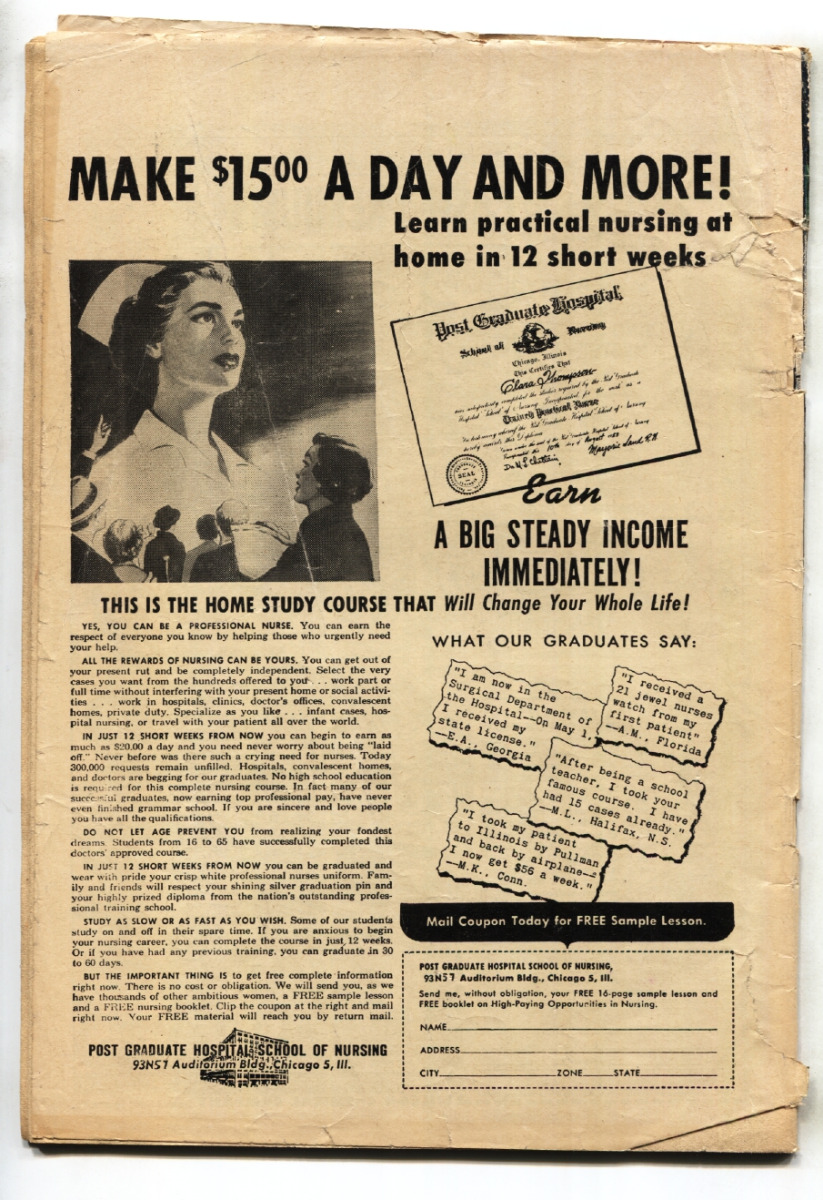 MAKE $15⁰⁰ A DAY AND MORE!
Learn practical nursing at
home in 12 short weeks
Post Graduate Hospital
School of Nursing
Chicago, Illinois
This Certifies That
Clara Thompson
Trained Practical Nurse
SEAL
Marjorie Sand R.N.
Earn
A BIG STEADY INCOME
IMMEDIATELY!
THIS IS THE HOME STUDY COURSE THAT Will Change Your Whole Life!
YES, YOU CAN BE A PROFESSIONAL NURSE. You can earn the
respect of everyone you know by helping those who urgently need
your help.
ALL THE REWARDS OF NURSING CAN BE YOURS. You can get out of
your present rut and be completely independent. Select the very
cases you want from the hundreds offered to you . . . work part or
full time without interfering with your present home or social activi-
ties . . . work in hospitals, clinics, doctor's offices, convalescent
homes, private duty. Specialize as you like . . . infant cases, hos-
pital nursing, or travel with your patient all over the world.
IN JUST 12 SHORT WEEKS FROM NOW you can begin to earn as
much as $20.00 a day and you need never worry about being "laid
off." Never before was there such a crying need for nurses. Today
300,000 requests remain unfilled. Hospitals, convalescent homes,
and doctors are begging for our graduates. No high school education
is required for this complete nursing course. In fact many of our
successful graduates, now earning top professional pay, have never
even finished grammar school. If you are sincere and love people
you have all the qualifications.
DO NOT LET AGE PREVENT YOU from realizing your fondest
dreams. Students from 16 to 65 have successfully completed this
doctors' approved course.
IN JUST 12 SHORT WEEKS FROM NOW you can be graduated and
wear with pride your crisp white professional nurses uniform. Fam-
ily and friends will respect your shining silver graduation pin and
your highly prized diploma from the nation's outstanding profes-
sional training school.
STUDY AS SLOW OR AS FAST AS YOU WISH. Some of our students
study on and off in their spare time. If you are anxious to begin
your nursing career, you can complete the course in just 12 weeks.
Or if you have had any previous training, you can graduate in 30
to 60 days.
BUT THE IMPORTANT THING IS to get free complete information
right now. There is no cost or obligation. We will send you, as we
have thousands of other ambitious women, a FREE sample lesson
and a FREE nursing booklet. Clip the coupon at the right and mail
right now. Your FREE material will reach you by return mail.
POST GRADUATE HOSPITAL SCHOOL OF NURSING
93N57 Auditorium Bldg., Chicago 5, Ill.
WHAT OUR GRADUATES SAY:
"I am now in the
Surgical Department of
the Hospital--On May 1,
I received my
state license."
—E.A., Georgia
"I received a
21 jewel nurses
watch from my
first patient"
—A.M., Florida
"After being a school
teacher, I took your
famous course. I have
had 15 cases already."
—M.L., Halifax, N.S.
"I took my patient
to Illinois by Pullman
and back by airplane--
I now get $56 a week."
—M.K., Conn.
Mail Coupon Today for FREE Sample Lesson.
POST GRADUATE HOSPITAL SCHOOL OF NURSING,
93N57 Auditorium Bldg., Chicago 5, Ill.
Send me, without obligation, your FREE 16-page sample lesson and
FREE booklet on High-Paying Opportunities in Nursing.
NAME
ADDRESS
CITY ZONE STATE